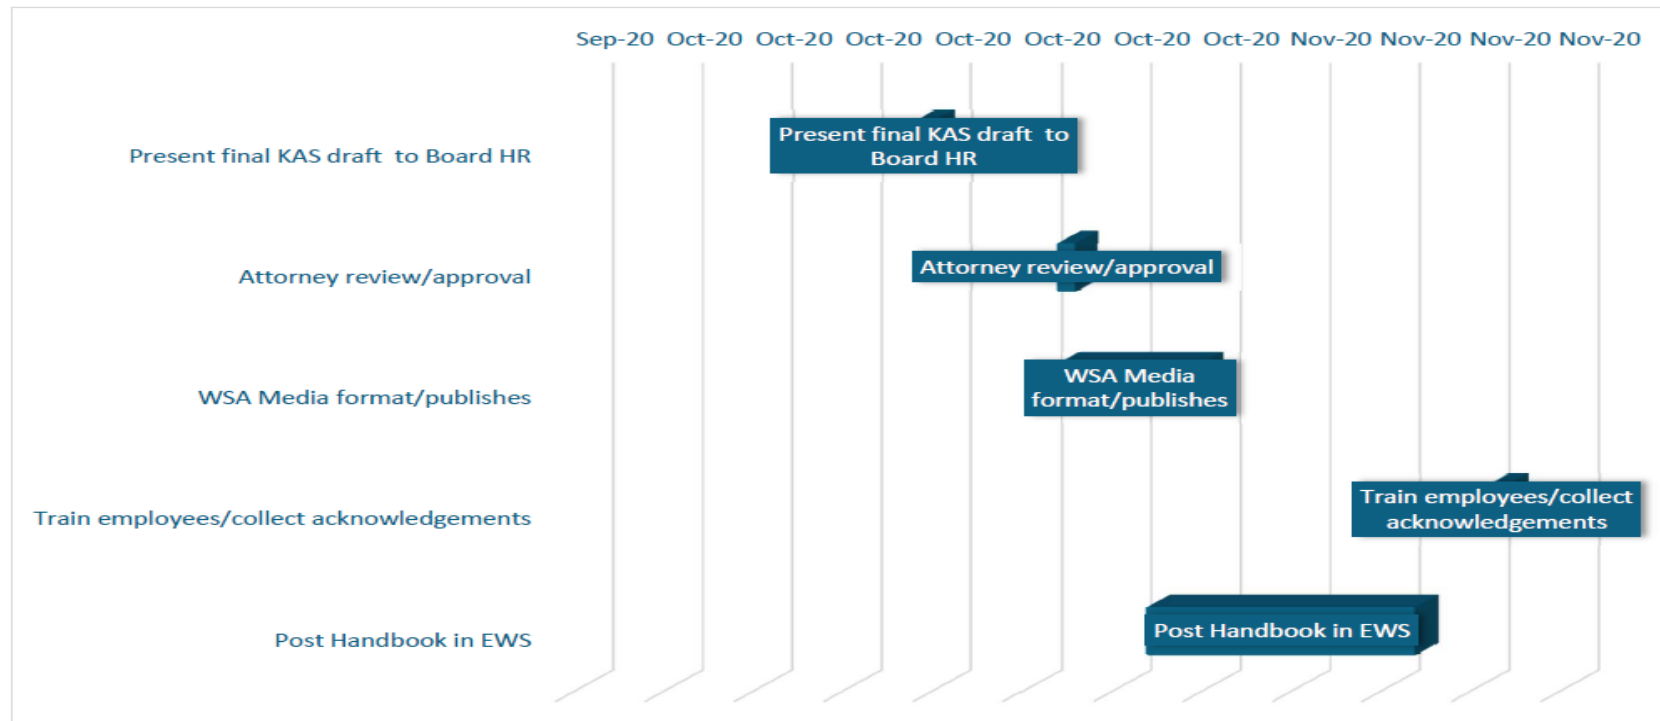 Sep-20 Oct-20 Oct-20 Oct-20 Oct-20 Oct-20 Oct-20 Oct-20 Nov-20 Nov-20 Nov-20 Nov-20
Present final KAS draft to Board HR
Present final KAS draft to
Board HR
Attorney review/approval
Attorney review/approval
WSA Media format/publishes
WSA Media
format/publishes
Train employees/collect acknowledgements
Train employees/collect
acknowledgements
Post Handbook in EWS
Post Handbook in EWS